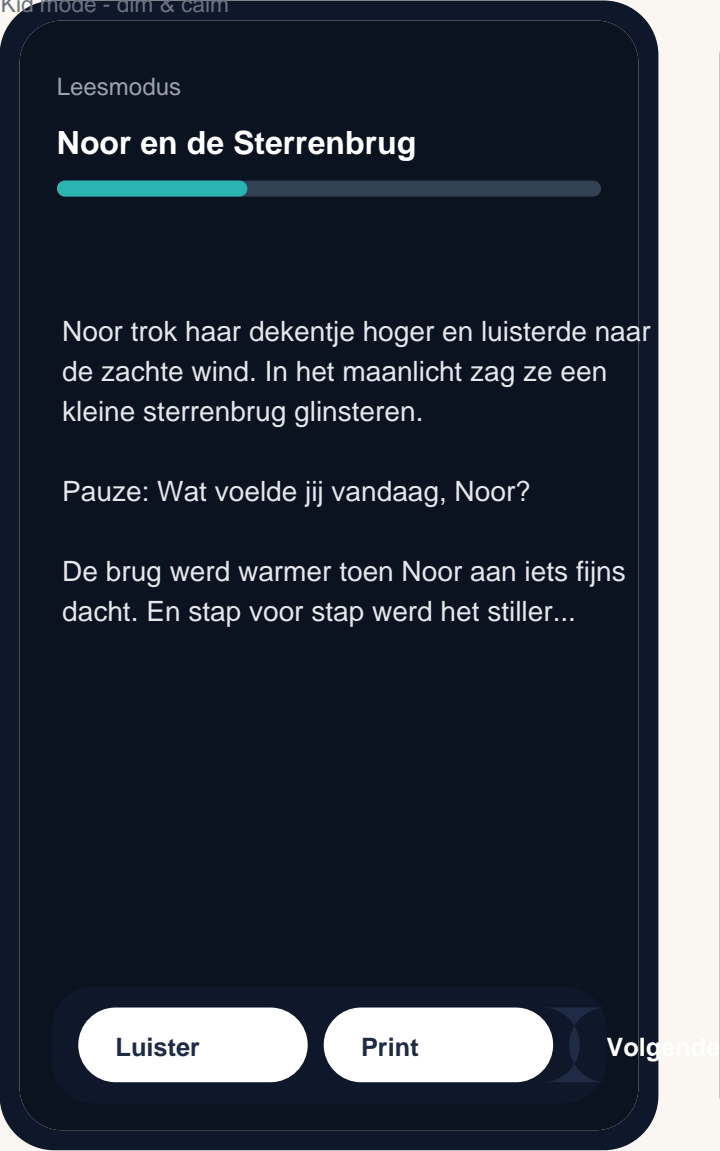 Kid mode - dim & calm
Leesmodus
Noor en de Sterrenbrug
Noor trok haar dekentje hoger en luisterde naar
de zachte wind. In het maanlicht zag ze een
kleine sterrenbrug glinsteren.
Pauze: Wat voelde jij vandaag, Noor?
De brug werd warmer toen Noor aan iets fijns
dacht. En stap voor stap werd het stiller...
Luister
Print
Volgende